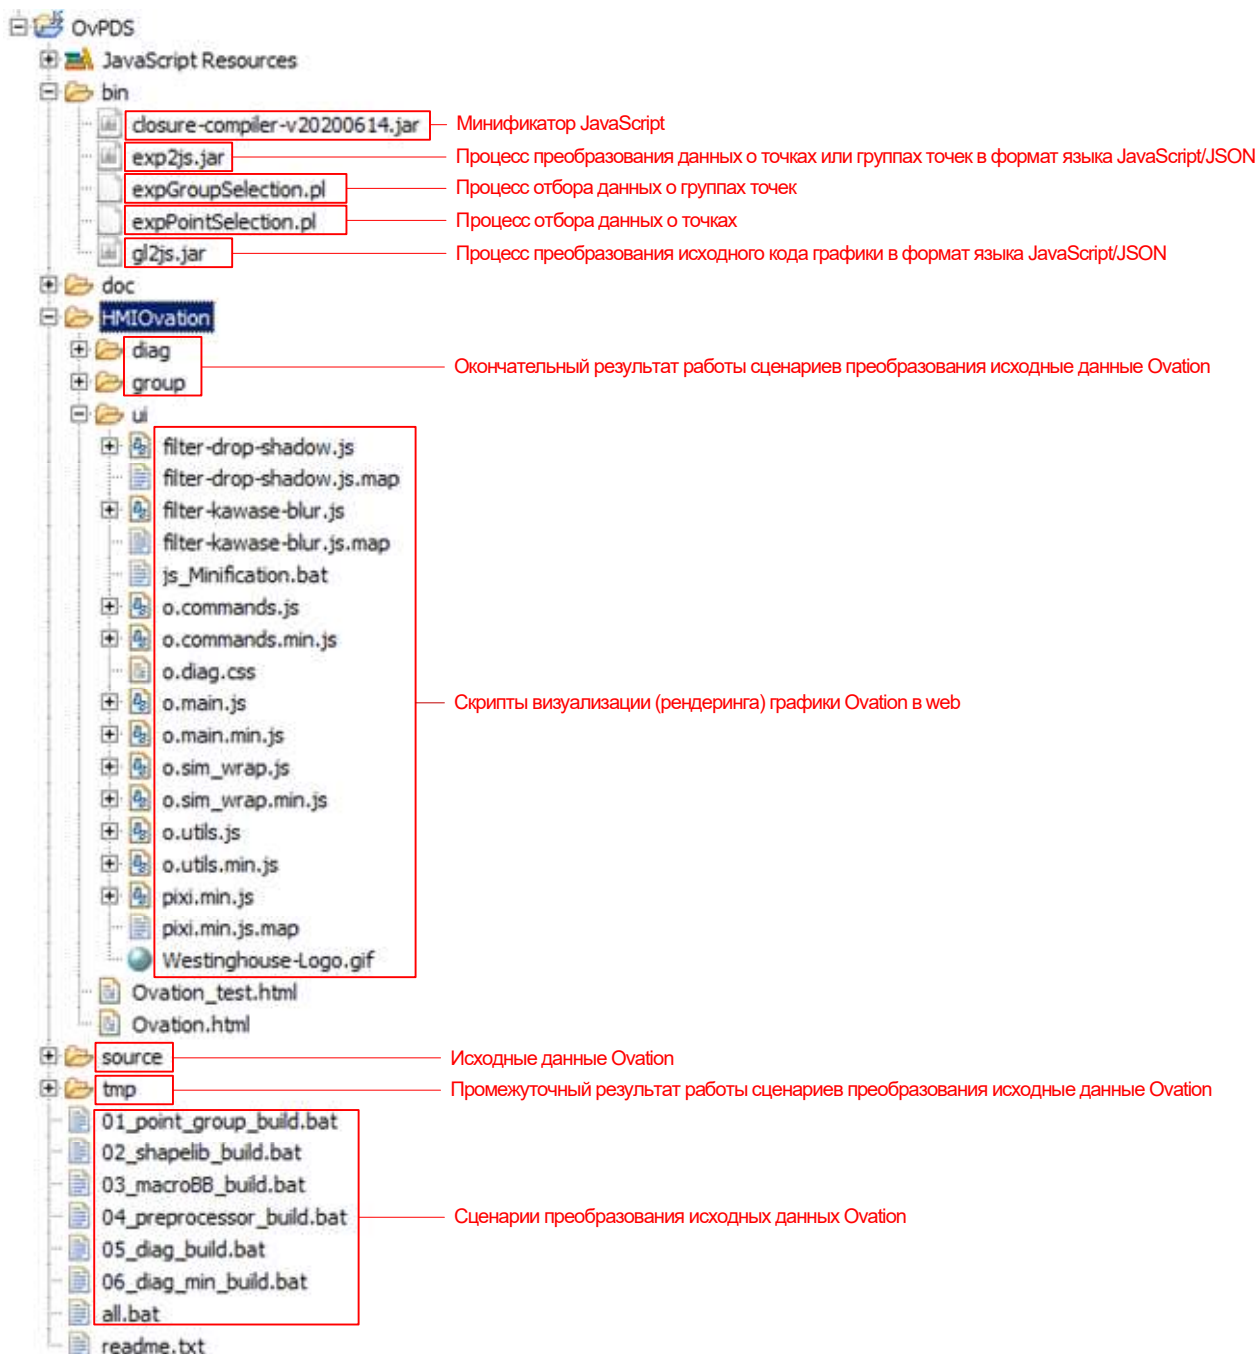 OvPDS
JavaScript Resources
bin
closure-compiler-v20200614.jar Минификатор JavaScript
exp2js.jar Процесс преобразования данных о точках или группах точек в формат языка JavaScript/JSON
expGroupSelection.pl Процесс отбора данных о группах точек
expPointSelection.pl Процесс отбора данных о точках
gl2js.jar Процесс преобразования исходного кода графики в формат языка JavaScript/JSON
doc
HMIOvation
diag
Окончательный результат работы сценариев преобразования исходные данные Ovation
group
ui
filter-drop-shadow.js
filter-drop-shadow.js.map
filter-kawase-blur.js
filter-kawase-blur.js.map
js_Minification.bat
o.commands.js
o.commands.min.js
o.diag.css
o.main.js Скрипты визуализации (рендеринга) графики Ovation в web
o.main.min.js
o.sim_wrap.js
o.sim_wrap.min.js
o.utils.js
o.utils.min.js
pixi.min.js
pixi.min.js.map
Westinghouse-Logo.gif
Ovation_test.html
Ovation.html
source Исходные данные Ovation
tmp Промежуточный результат работы сценариев преобразования исходные данные Ovation
01_point_group_build.bat
02_shapelib_build.bat
03_macroBB_build.bat
04_preprocessor_build.bat Сценарии преобразования исходных данных Ovation
05_diag_build.bat
06_diag_min_build.bat
all.bat
readme.txt